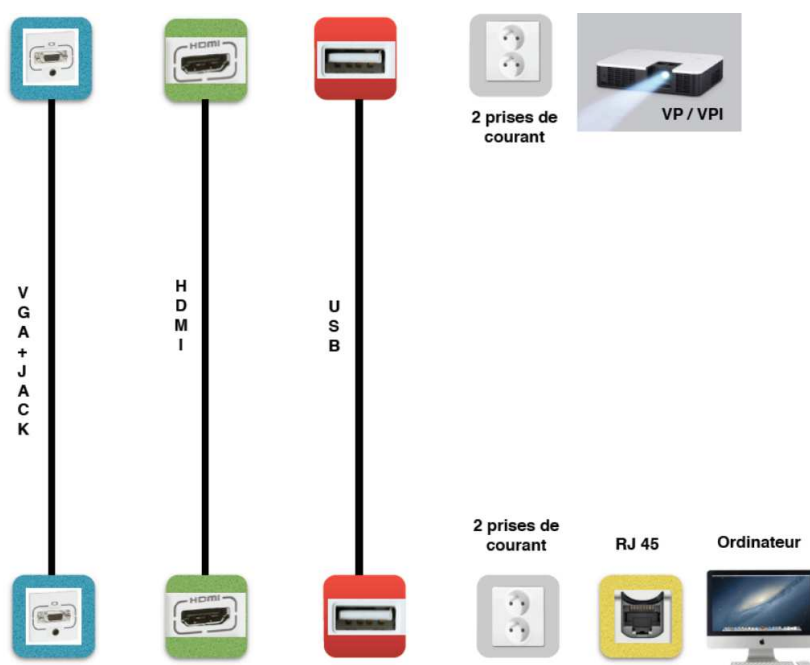 HDMI
2 prises de
courant
VP / VPI
V
G
A
+
J
A
C
K
H
D
M
I
U
S
B
2 prises de
courant
RJ 45
Ordinateur
HDMI